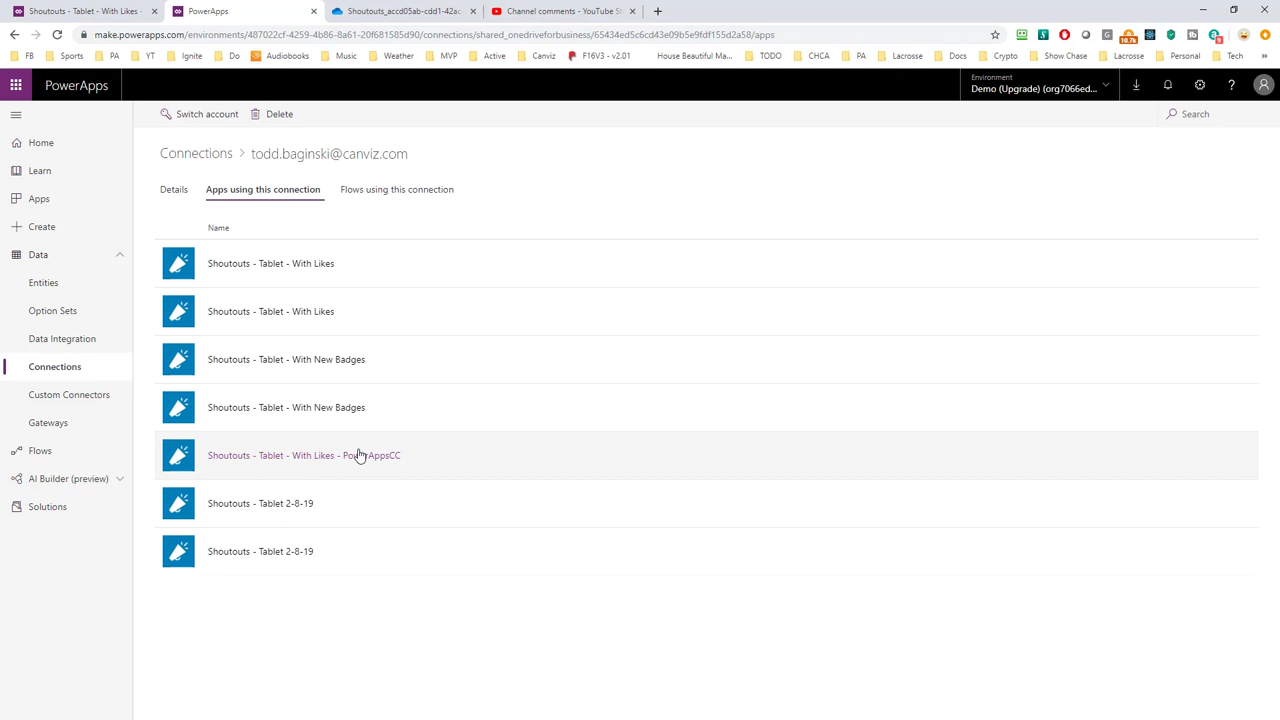 Shoutouts - Tablet - With Likes -
PowerApps
Shoutouts_accd05ab-cdd1-42ac
Channel comments - YouTube St
make.powerapps.com/environments/487022cf-4259-4b86-8a61-20f681585d90/connections/shared_onedriveforbusiness/65434ed5c6cd43e0b5e9fdf155d2a58/apps
FB Sports PA YT Ignite Do Audiobooks Music Weather MVP Active Canviz F16V3 - v2.01 House Beautiful Ma... TODO CHCA PA Lacrosse Docs Crypto Show Chase Lacrosse Personal Tech
PowerApps
Environment
Demo (Upgrade) (org7066ed...
Switch account
Delete
Search
Home
Learn
Apps
Create
Data
Entities
Option Sets
Data Integration
Connections
Custom Connectors
Gateways
Flows
AI Builder (preview)
Solutions
Connections > todd.baginski@canviz.com
Details
Apps using this connection
Flows using this connection
Name
Shoutouts - Tablet - With Likes
Shoutouts - Tablet - With Likes
Shoutouts - Tablet - With New Badges
Shoutouts - Tablet - With New Badges
Shoutouts - Tablet - With Likes - PowerAppsCC
Shoutouts - Tablet 2-8-19
Shoutouts - Tablet 2-8-19